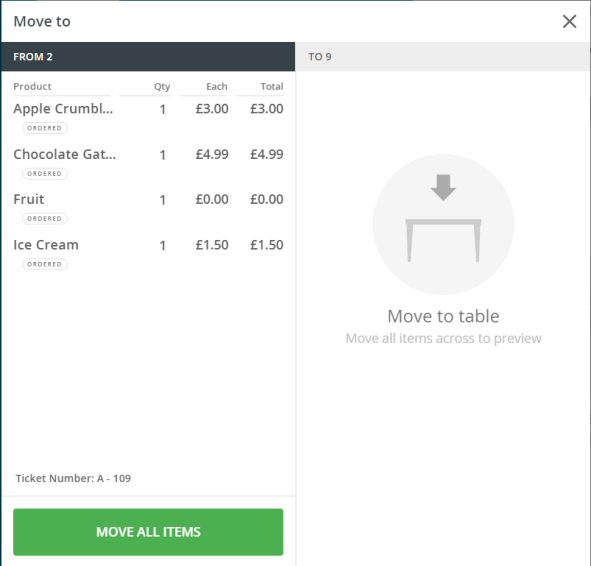 Move to
FROM 2
TO 9
Product Qty Each Total
Apple Crumbl... 1 £3.00 £3.00
ORDERED
Chocolate Gat... 1 £4.99 £4.99
ORDERED
Fruit 1 £0.00 £0.00
ORDERED
Ice Cream 1 £1.50 £1.50
ORDERED
Ticket Number: A - 109
MOVE ALL ITEMS
Move to table
Move all items across to preview